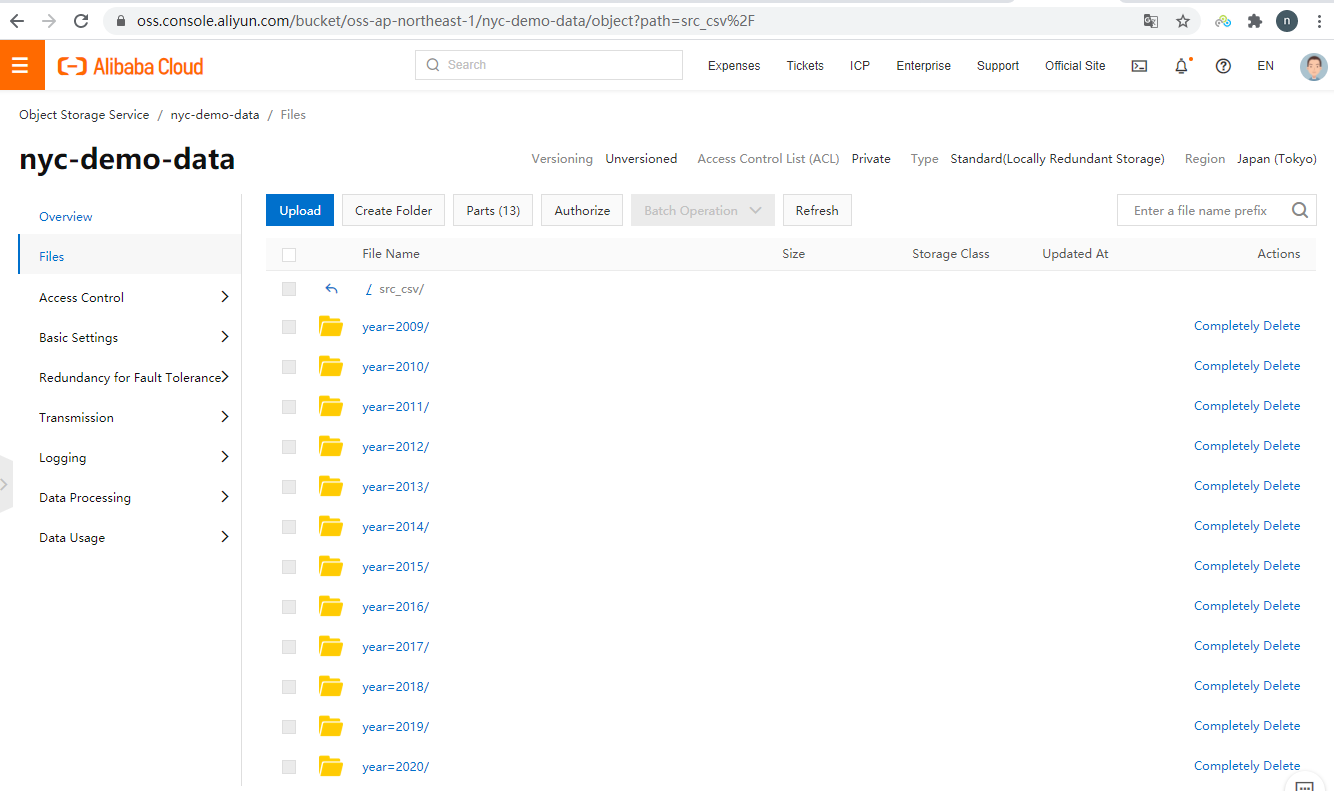 oss.console.aliyun.com/bucket/oss-ap-northeast-1/nyc-demo-data/object?path=src_csv%2F
n
Alibaba Cloud
Search
Expenses Tickets ICP Enterprise Support Official Site EN
Object Storage Service / nyc-demo-data / Files
nyc-demo-data
Versioning Unversioned Access Control List (ACL) Private Type Standard(Locally Redundant Storage) Region Japan (Tokyo)
Overview
Files
Access Control
Basic Settings
Redundancy for Fault Tolerance
Transmission
Logging
Data Processing
Data Usage
Upload Create Folder Parts (13) Authorize Batch Operation Refresh Enter a file name prefix
File Name Size Storage Class Updated At Actions
/ src_csv/
year=2009/ Completely Delete
year=2010/ Completely Delete
year=2011/ Completely Delete
year=2012/ Completely Delete
year=2013/ Completely Delete
year=2014/ Completely Delete
year=2015/ Completely Delete
year=2016/ Completely Delete
year=2017/ Completely Delete
year=2018/ Completely Delete
year=2019/ Completely Delete
year=2020/ Completely Delete